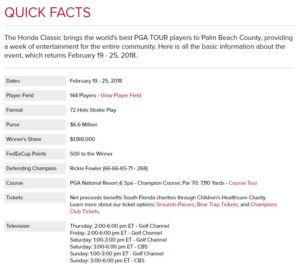 QUICK FACTS
The Honda Classic brings the world's best PGA TOUR players to Palm Beach County, providing
a week of entertainment for the entire community. Here is all the basic information about the
event, which returns February 19 - 25, 2018.
Dates February 19 - 25, 2018
Player Field 144 Players - View Player Field
Format 72 Hole Stroke Play
Purse $6.6 Million
Winner's Share $1,188,000
FedExCup Points 500 to the Winner
Defending Champion Rickie Fowler (66-66-65-71 - 268)
Course PGA National Resort & Spa - Champion Course; Par 70; 7,110 Yards - Course Tour
Tickets Net proceeds benefits South Florida charities through Children's Healthcare Charity.
Learn more about our ticket options: Grounds Passes, Bear Trap Tickets, and Champions
Club Tickets.
Television Thursday: 2:00-6:00 pm ET - Golf Channel
Friday: 2:00-6:00 pm ET - Golf Channel
Saturday: 1:00-3:00 pm ET - Golf Channel
Saturday: 3:00-6:00 pm ET - CBS
Sunday: 1:00-3:00 pm ET - Golf Channel
Sunday: 3:00-6:00 pm ET - CBS